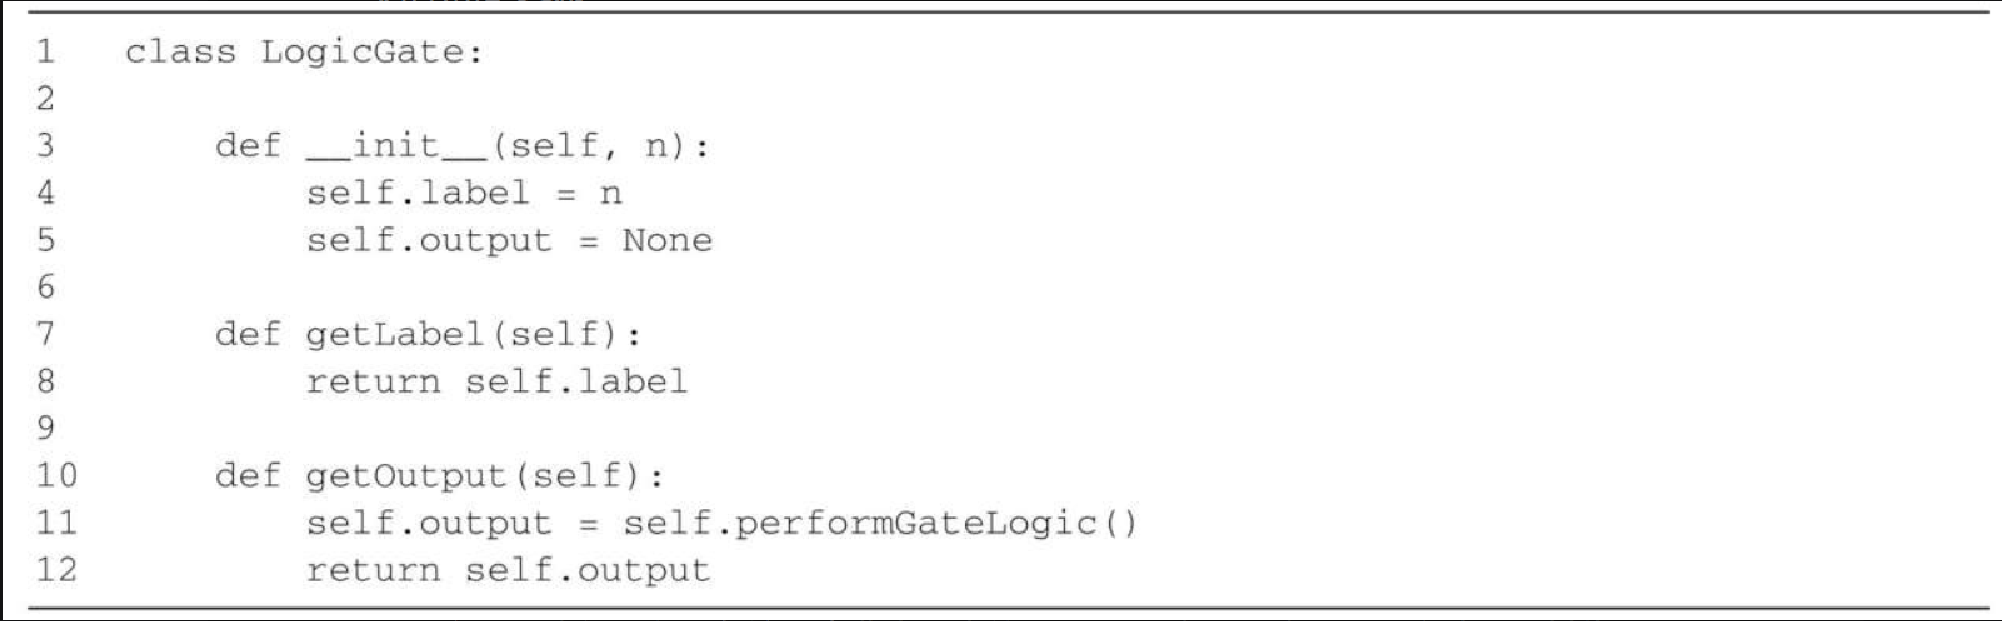 1 class LogicGate:
2
3 def __init__(self, n):
4 self.label = n
5 self.output = None
6
7 def getLabel(self):
8 return self.label
9
10 def getOutput(self):
11 self.output = self.performGateLogic()
12 return self.output